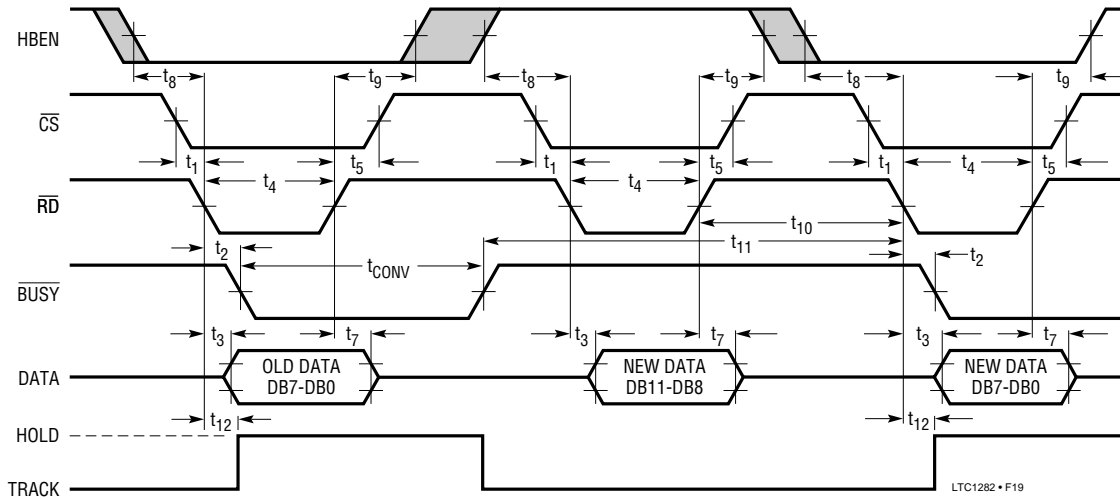 HBEN
t8 t9 t8 t9 t8 t9
CS
t1 t5 t1 t5 t1 t5
t4 t4 t4
RD
t10
t2 t11 t2
tCONV
BUSY
t3 t7 t3 t7 t3 t7
DATA
OLD DATA
DB7-DB0
NEW DATA
DB11-DB8
NEW DATA
DB7-DB0
t12 t12
HOLD
TRACK
LTC1282 • F19